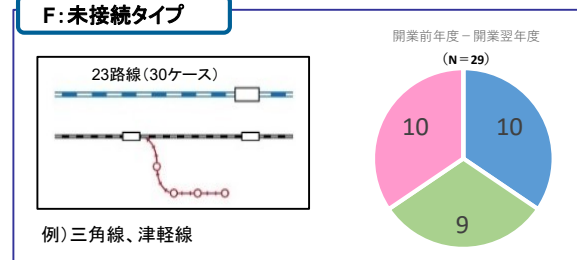 F:未接続タイプ
開業前年度－開業翌年度
(N=29)
23路線(30ケース)
10
10
9
例)三角線、津軽線